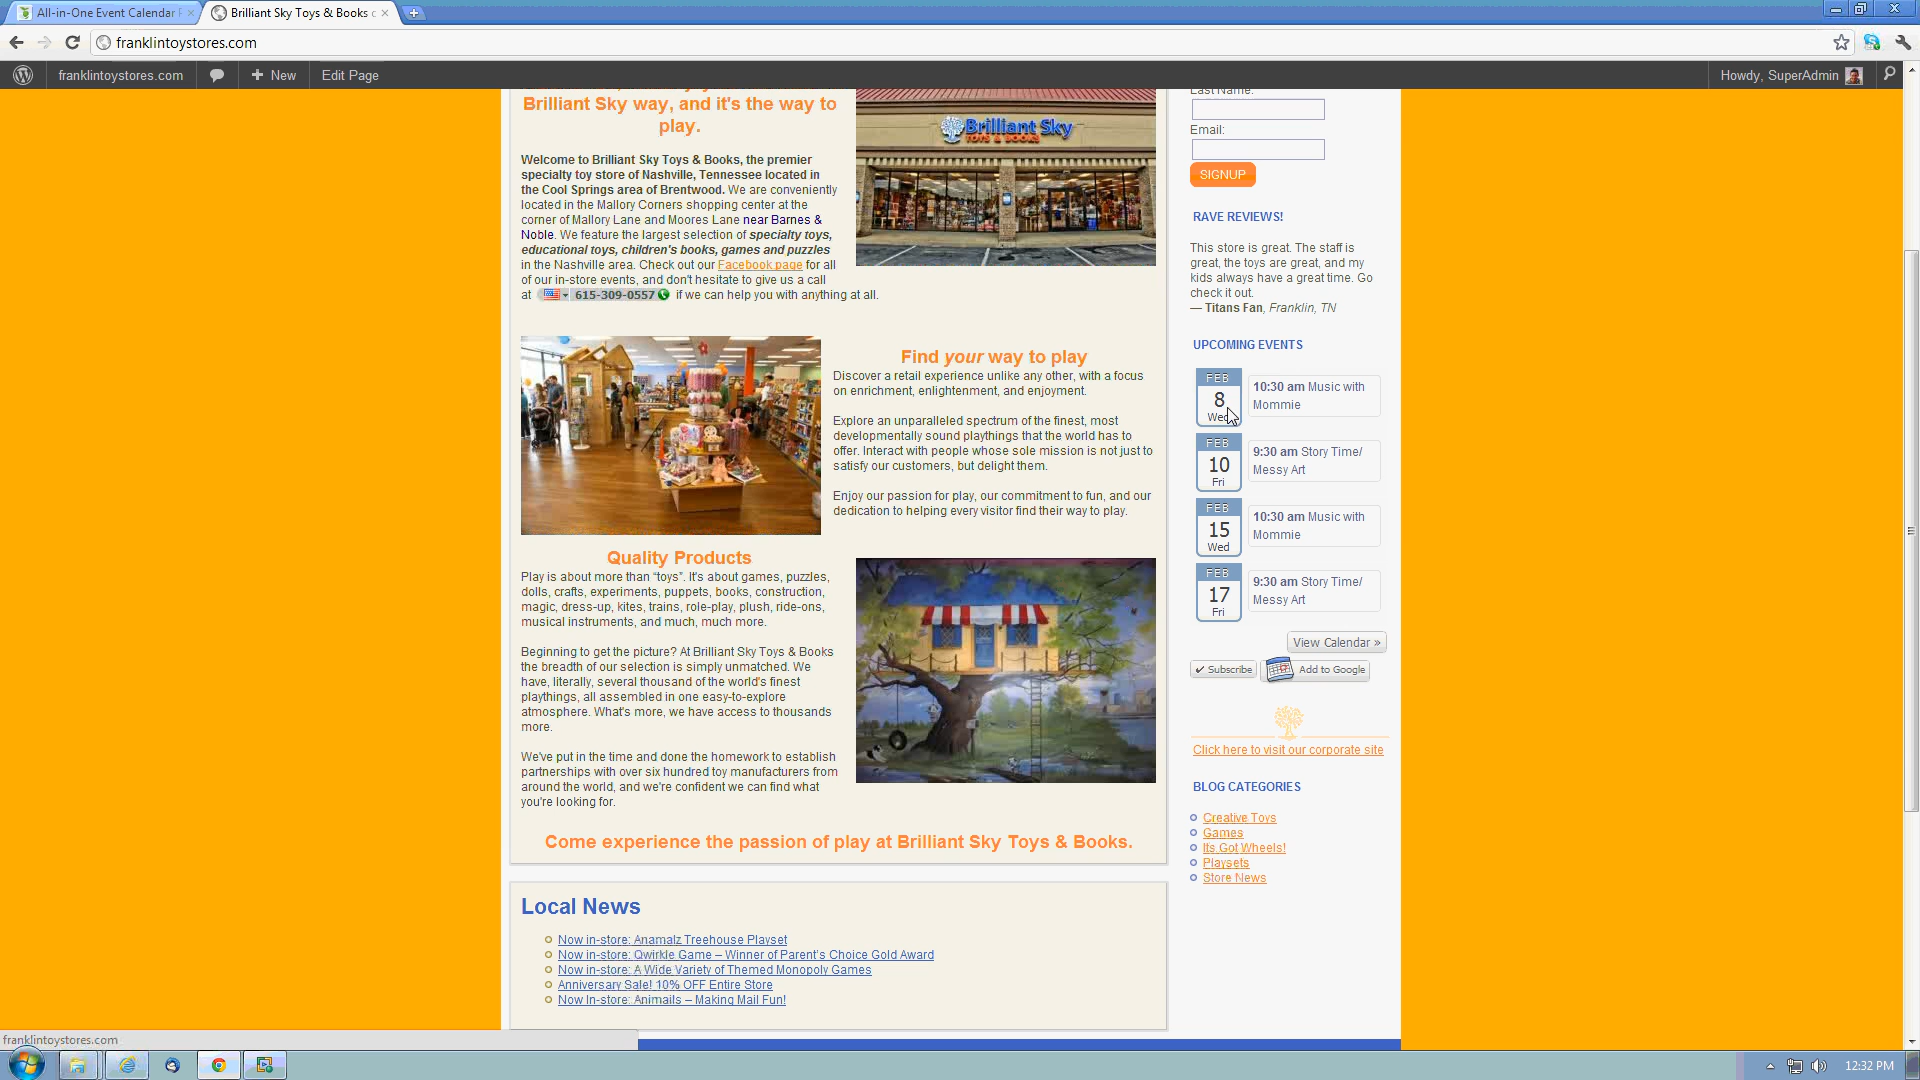 All-in-One Event Calendar
Brilliant Sky Toys & Books
franklintoystores.com
franklintoystores.com
New
Edit Page
Howdy, SuperAdmin
Brilliant Sky way, and it's the way to
play.
Welcome to Brilliant Sky Toys & Books, the premier
specialty toy store of Nashville, Tennessee located in
the Cool Springs area of Brentwood. We are conveniently
located in the Mallory Corners shopping center at the
corner of Mallory Lane and Moores Lane near Barnes &
Noble. We feature the largest selection of specialty toys,
educational toys, children's books, games and puzzles
in the Nashville area. Check out our Facebook page for all
of our in-store events, and don't hesitate to give us a call
at 615-309-0557 if we can help you with anything at all.
Brilliant Sky
TOYS & BOOKS
Find your way to play
Discover a retail experience unlike any other, with a focus
on enrichment, enlightenment, and enjoyment.
Explore an unparalleled spectrum of the finest, most
developmentally sound playthings that the world has to
offer. Interact with people whose sole mission is not just to
satisfy our customers, but delight them.
Enjoy our passion for play, our commitment to fun, and our
dedication to helping every visitor find their way to play.
Quality Products
Play is about more than “toys”. It's about games, puzzles,
dolls, crafts, experiments, puppets, books, construction,
magic, dress-up, kites, trains, role-play, plush, ride-ons,
musical instruments, and much, much more.
Beginning to get the picture? At Brilliant Sky Toys & Books
the breadth of our selection is simply unmatched. We
have, literally, several thousand of the world's finest
playthings, all assembled in one easy-to-explore
atmosphere. What's more, we have access to thousands
more.
We've put in the time and done the homework to establish
partnerships with over six hundred toy manufacturers from
around the world, and we're confident we can find what
you're looking for.
Come experience the passion of play at Brilliant Sky Toys & Books.
Local News
Now in-store: Anamalz Treehouse Playset
Now in-store: Qwirkle Game – Winner of Parent's Choice Gold Award
Now in-store: A Wide Variety of Themed Monopoly Games
Anniversary Sale! 10% OFF Entire Store
Now In-store: Animails – Making Mail Fun!
Last Name:
Email:
SIGNUP
RAVE REVIEWS!
This store is great. The staff is
great, the toys are great, and my
kids always have a great time. Go
check it out.
— Titans Fan, Franklin, TN
UPCOMING EVENTS
FEB
8
Wed
10:30 am Music with
Mommie
FEB
10
Fri
9:30 am Story Time/
Messy Art
FEB
15
Wed
10:30 am Music with
Mommie
FEB
17
Fri
9:30 am Story Time/
Messy Art
View Calendar »
Subscribe
Add to Google
Click here to visit our corporate site
BLOG CATEGORIES
Creative Toys
Games
Its Got Wheels!
Playsets
Store News
franklintoystores.com
12:32 PM